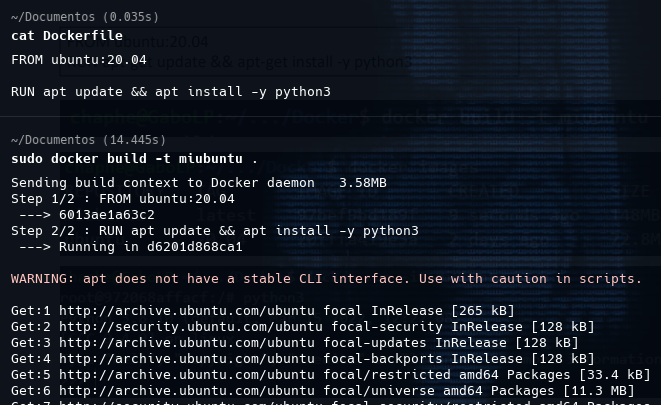 ~/Documentos (0.035s)
cat Dockerfile
FROM ubuntu:20.04
RUN apt update && apt install -y python3
~/Documentos (14.445s)
sudo docker build -t miubuntu .
Sending build context to Docker daemon   3.58MB
Step 1/2 : FROM ubuntu:20.04
 ---> 6013ae1a63c2
Step 2/2 : RUN apt update && apt install -y python3
 ---> Running in d6201d868ca1
WARNING: apt does not have a stable CLI interface. Use with caution in scripts.
Get:1 http://archive.ubuntu.com/ubuntu focal InRelease [265 kB]
Get:2 http://security.ubuntu.com/ubuntu focal-security InRelease [128 kB]
Get:3 http://archive.ubuntu.com/ubuntu focal-updates InRelease [128 kB]
Get:4 http://archive.ubuntu.com/ubuntu focal-backports InRelease [128 kB]
Get:5 http://archive.ubuntu.com/ubuntu focal/restricted amd64 Packages [33.4 kB]
Get:6 http://archive.ubuntu.com/ubuntu focal/universe amd64 Packages [11.3 MB]